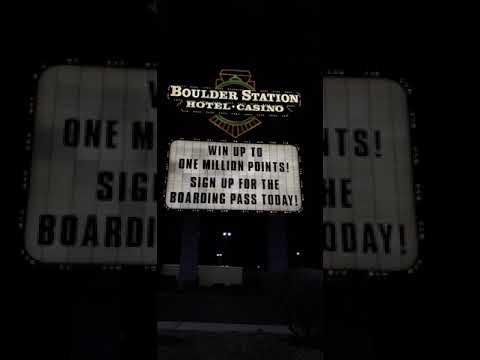 BOULDER STATION
HOTEL · CASINO
WIN UP TO
ONE MILLION POINTS!
SIGN UP FOR THE
BOARDING PASS TODAY!